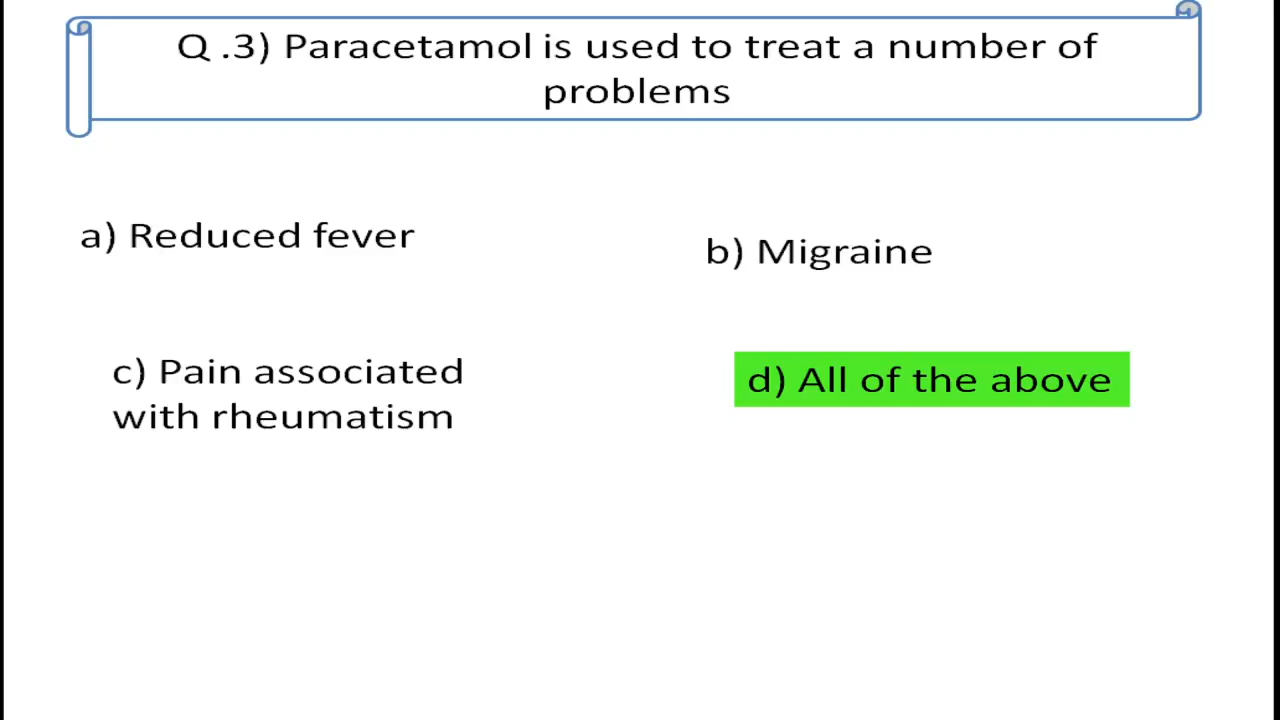 Q .3) Paracetamol is used to treat a number of
problems
a) Reduced fever
b) Migraine
c) Pain associated
with rheumatism
d) All of the above